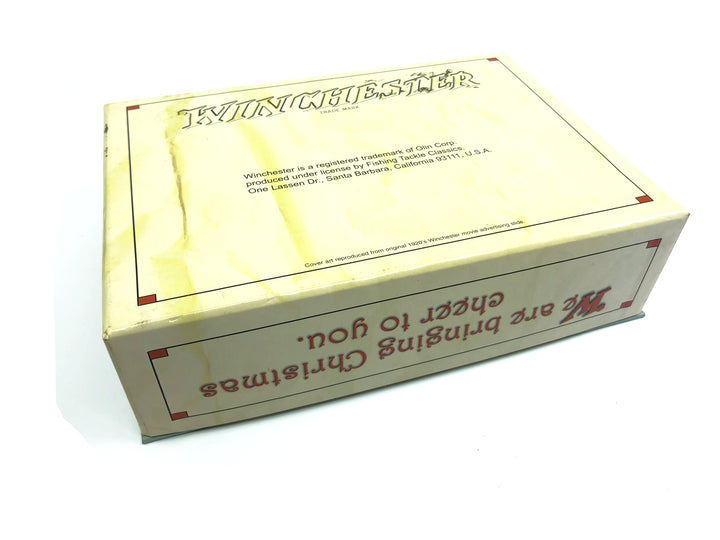 WINCHESTER
TRADE MARK
Winchester is a registered trademark of Olin Corp.
produced under license by Fishing Tackle Classics.
One Lassen Dr., Santa Barbara, California 93111, U.S.A.
Cover art reproduced from original 1920's Winchester movie advertising slide.
We are bringing Christmas
cheer to you.